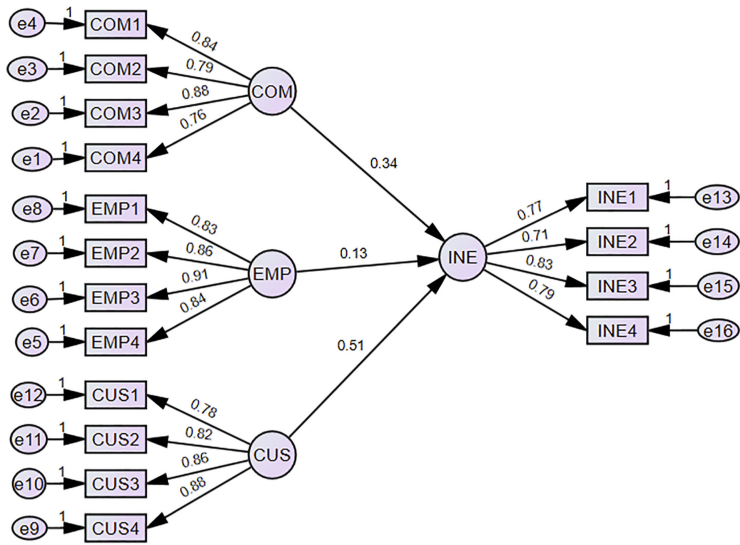 e4 1 COM1 0.84
e3 1 COM2 0.79
e2 1 COM3 0.88
e1 1 COM4 0.76
COM
0.34
e8 1 EMP1 0.83
e7 1 EMP2 0.86
e6 1 EMP3 0.91
e5 1 EMP4 0.84
EMP
0.13
e12 1 CUS1 0.78
e11 1 CUS2 0.82
e10 1 CUS3 0.86
e9 1 CUS4 0.88
CUS
0.51
INE
0.77 INE1 1 e13
0.71 INE2 1 e14
0.83 INE3 1 e15
0.79 INE4 1 e16